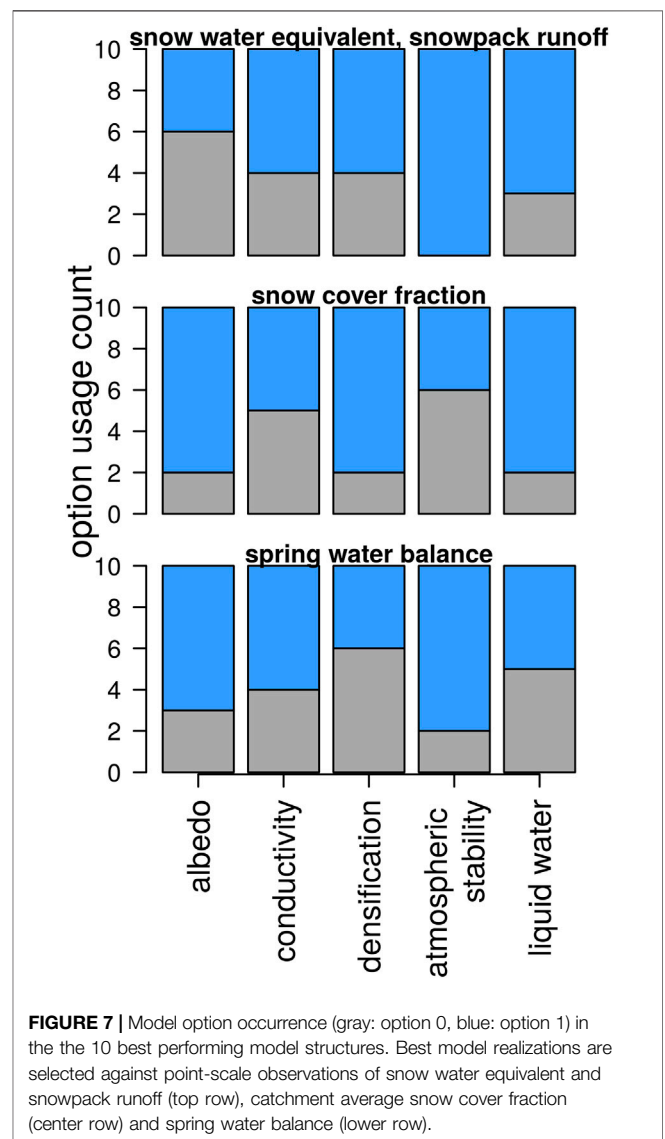 snow water equivalent, snowpack runoff
10
8
6
4
2
0
snow cover fraction
10
8
6
4
2
0
spring water balance
10
8
6
4
2
0
option usage count
albedo
conductivity
densification
atmospheric
stability
liquid water
FIGURE 7 | Model option occurrence (gray: option 0, blue: option 1) in
the the 10 best performing model structures. Best model realizations are
selected against point-scale observations of snow water equivalent and
snowpack runoff (top row), catchment average snow cover fraction
(center row) and spring water balance (lower row).